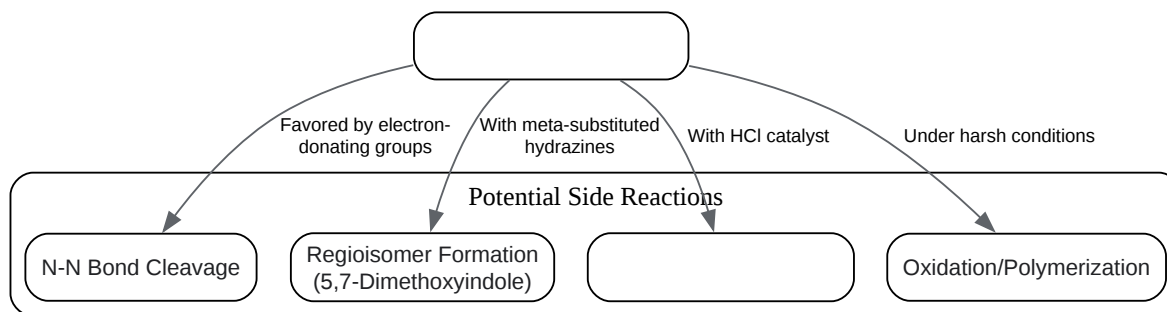 Favored by electron-
donating groups
With meta-substituted
hydrazines
With HCl catalyst
Under harsh conditions
Potential Side Reactions
N-N Bond Cleavage
Regioisomer Formation
(5,7-Dimethoxyindole)
Oxidation/Polymerization